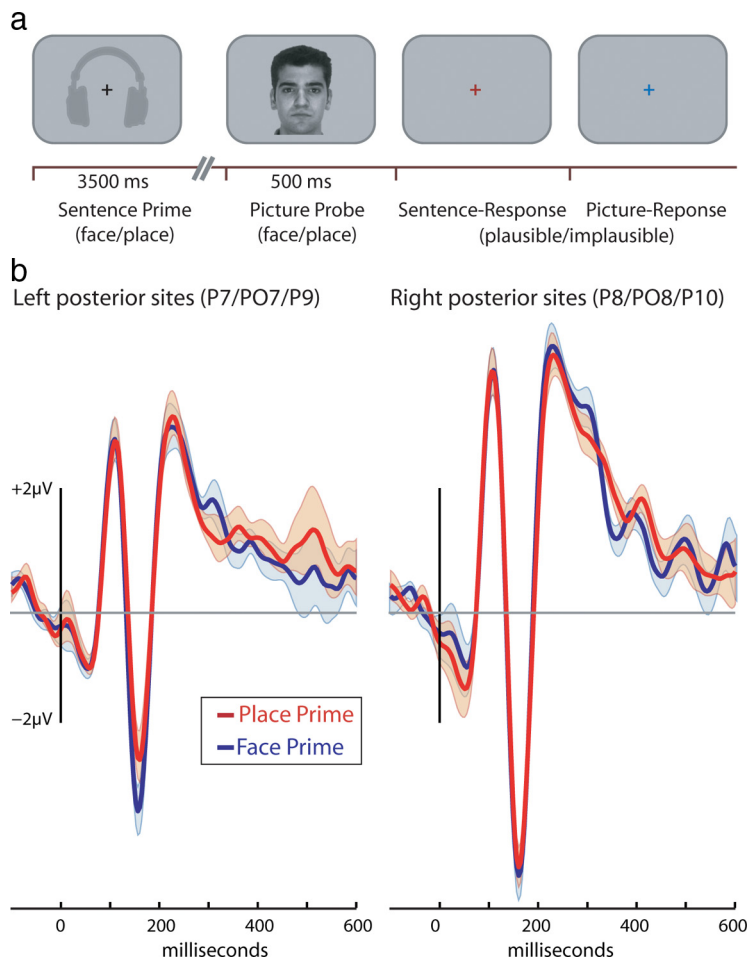 a
3500 ms
500 ms
Sentence Prime
(face/place)
Picture Probe
(face/place)
Sentence-Response
Picture-Reponse
(plausible/implausible)
b
Left posterior sites (P7/PO7/P9)
Right posterior sites (P8/PO8/P10)
+2μV
−2μV
Place Prime
Face Prime
0 200 400 600
milliseconds
0 200 400 600
milliseconds